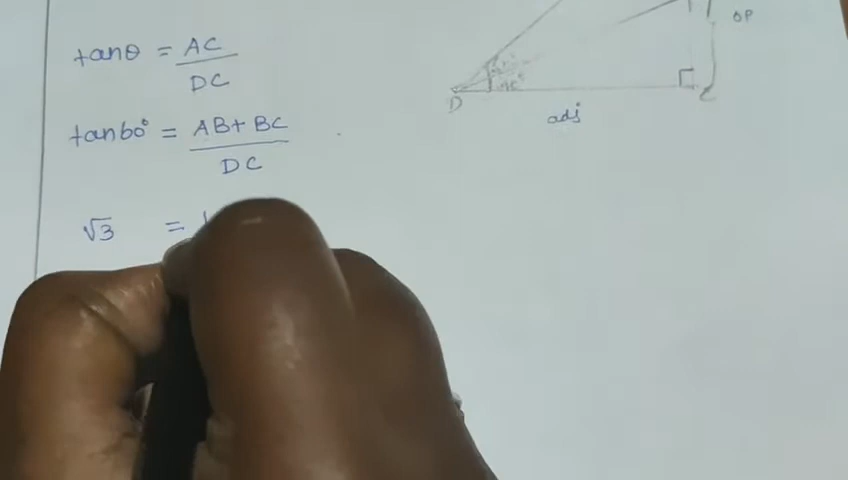 tanθ = AC / DC
OP
D
C
adj
tan60° = AB+BC / DC
√3 =